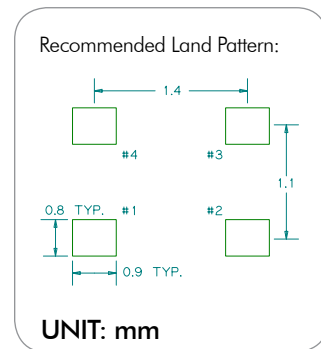 Recommended Land Pattern:
1.4
#4 #3
1.1
0.8 TYP. #1 #2
0.9 TYP.
UNIT: mm